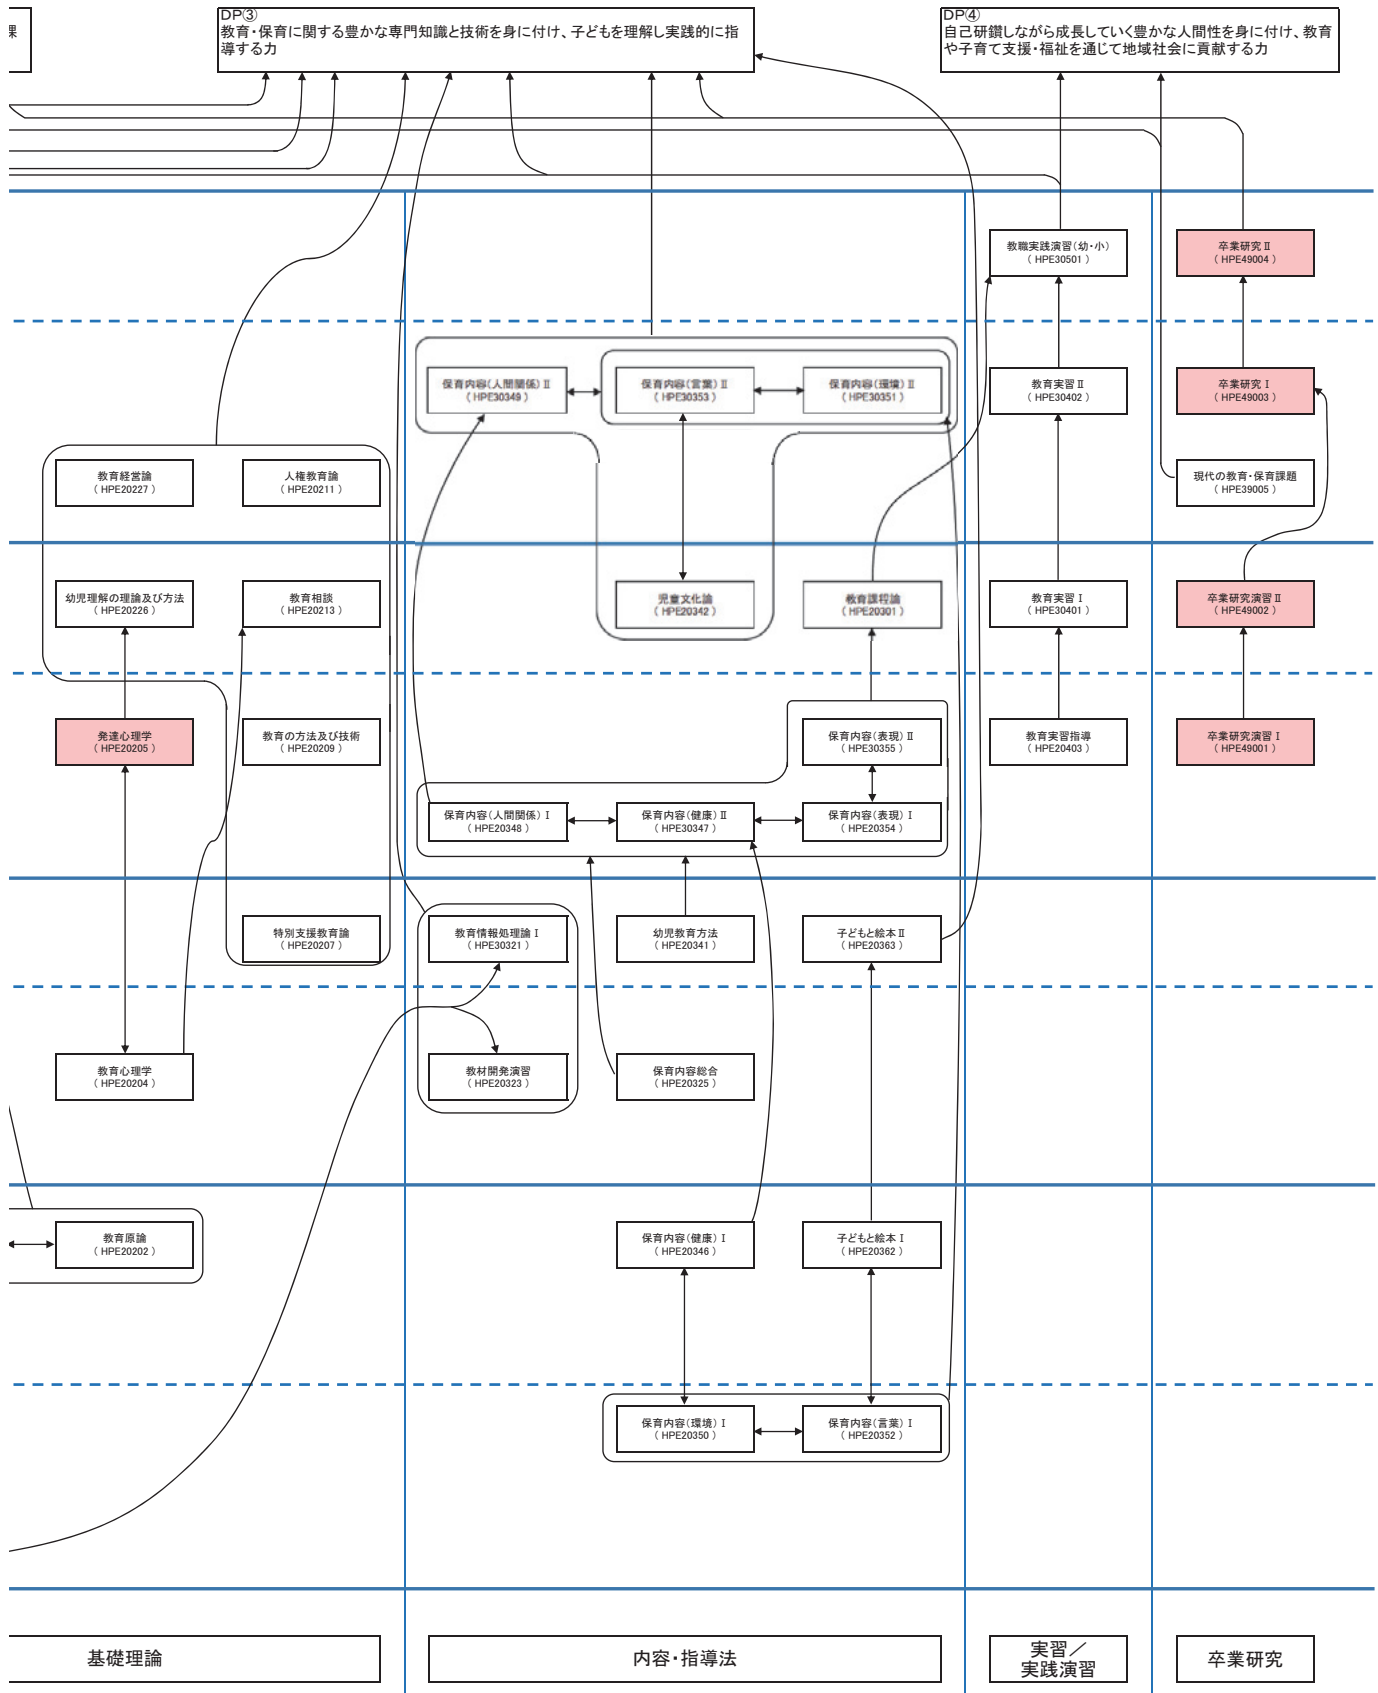 課
DP③
教育・保育に関する豊かな専門知識と技術を身に付け、子どもを理解し実践的に指
導する力
DP④
自己研鑽しながら成長していく豊かな人間性を身に付け、教育
や子育て支援・福祉を通じて地域社会に貢献する力
教職実践演習(幼・小)
( HPE30501 )
卒業研究Ⅱ
( HPE49004 )
保育内容(人間関係)Ⅱ
( HPE30349 )
保育内容(言葉)Ⅱ
( HPE30353 )
保育内容(環境)Ⅱ
( HPE30351 )
教育実習Ⅱ
( HPE30402 )
卒業研究Ⅰ
( HPE49003 )
教育経営論
( HPE20227 )
人権教育論
( HPE20211 )
現代の教育・保育課題
( HPE39005 )
幼児理解の理論及び方法
( HPE20226 )
教育相談
( HPE20213 )
児童文化論
( HPE20342 )
教育課程論
( HPE20301 )
教育実習Ⅰ
( HPE30401 )
卒業研究演習Ⅱ
( HPE49002 )
発達心理学
( HPE20205 )
教育の方法及び技術
( HPE20209 )
保育内容(表現)Ⅱ
( HPE30355 )
教育実習指導
( HPE20403 )
卒業研究演習Ⅰ
( HPE49001 )
保育内容(人間関係)Ⅰ
( HPE20348 )
保育内容(健康)Ⅱ
( HPE30347 )
保育内容(表現)Ⅰ
( HPE20354 )
特別支援教育論
( HPE20207 )
教育情報処理論Ⅰ
( HPE30321 )
幼児教育方法
( HPE20341 )
子どもと絵本Ⅱ
( HPE20363 )
教育心理学
( HPE20204 )
教材開発演習
( HPE20323 )
保育内容総合
( HPE20325 )
教育原論
( HPE20202 )
保育内容(健康)Ⅰ
( HPE20346 )
子どもと絵本Ⅰ
( HPE20362 )
保育内容(環境)Ⅰ
( HPE20350 )
保育内容(言葉)Ⅰ
( HPE20352 )
基礎理論
内容・指導法
実習／
実践演習
卒業研究